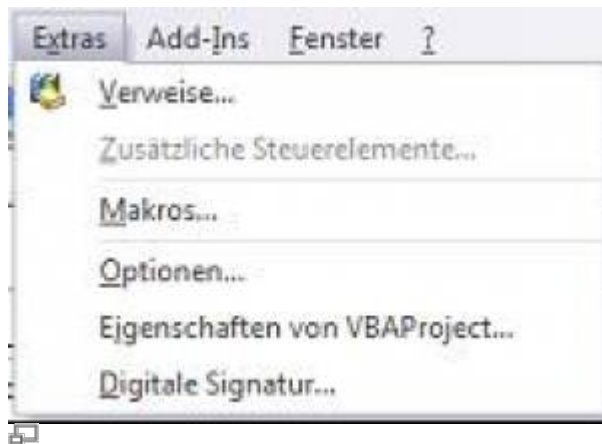 Extras Add-Ins Fenster ?
Verweise...
Zusätzliche Steuerelemente...
Makros...
Optionen...
Eigenschaften von VBAProject...
Digitale Signatur...